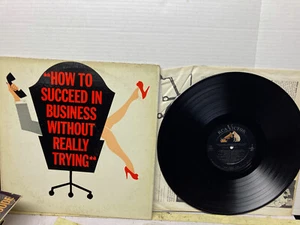 "HOW TO
SUCCEED IN
BUSINESS
WITHOUT
REALLY
TRYING"